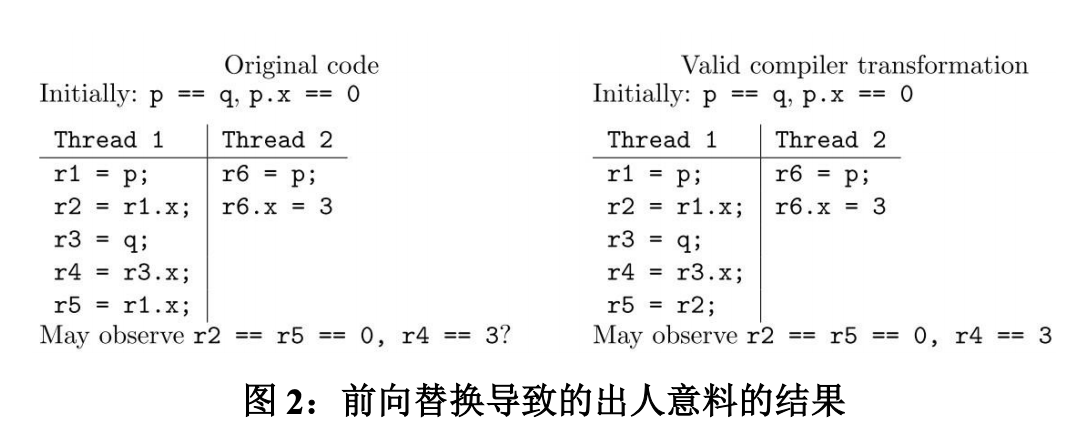 Original code
Initially: p == q, p.x == 0
Thread 1 Thread 2
r1 = p; r6 = p;
r2 = r1.x; r6.x = 3
r3 = q;
r4 = r3.x;
r5 = r1.x;
May observe r2 == r5 == 0, r4 == 3?
Valid compiler transformation
Initially: p == q, p.x == 0
Thread 1 Thread 2
r1 = p; r6 = p;
r2 = r1.x; r6.x = 3
r3 = q;
r4 = r3.x;
r5 = r2;
May observe r2 == r5 == 0, r4 == 3
图 2：前向替换导致的出人意料的结果